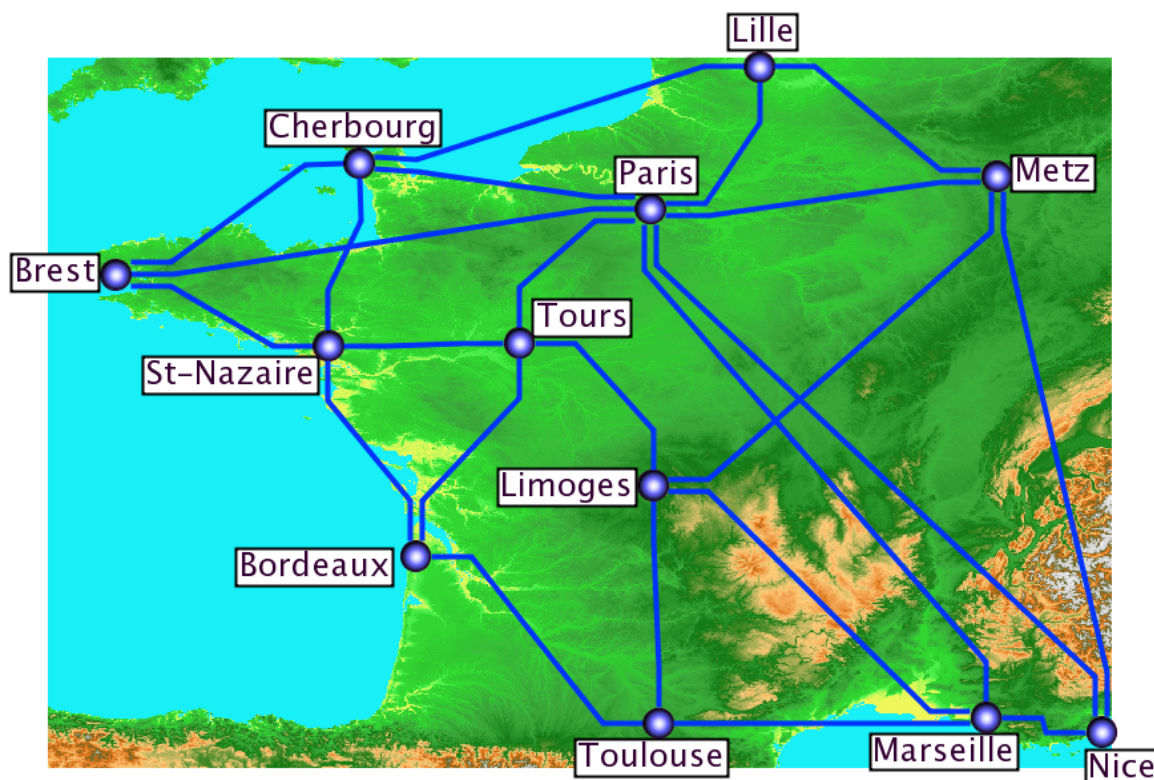 Lille
Cherbourg
Paris
Metz
Brest
Tours
St-Nazaire
Limoges
Bordeaux
Toulouse
Marseille
Nice